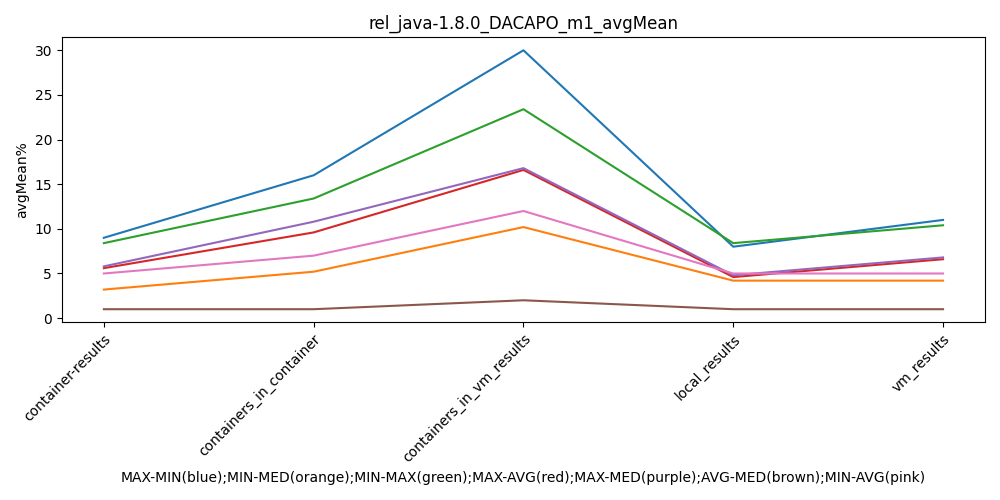 rel_java-1.8.0_DACAPO_m1_avgMean
avgMean%
30
25
20
15
10
5
0
container-results
containers_in_container
containers_in_vm_results
local_results
vm_results
MAX-MIN(blue);MIN-MED(orange);MIN-MAX(green);MAX-AVG(red);MAX-MED(purple);AVG-MED(brown);MIN-AVG(pink)